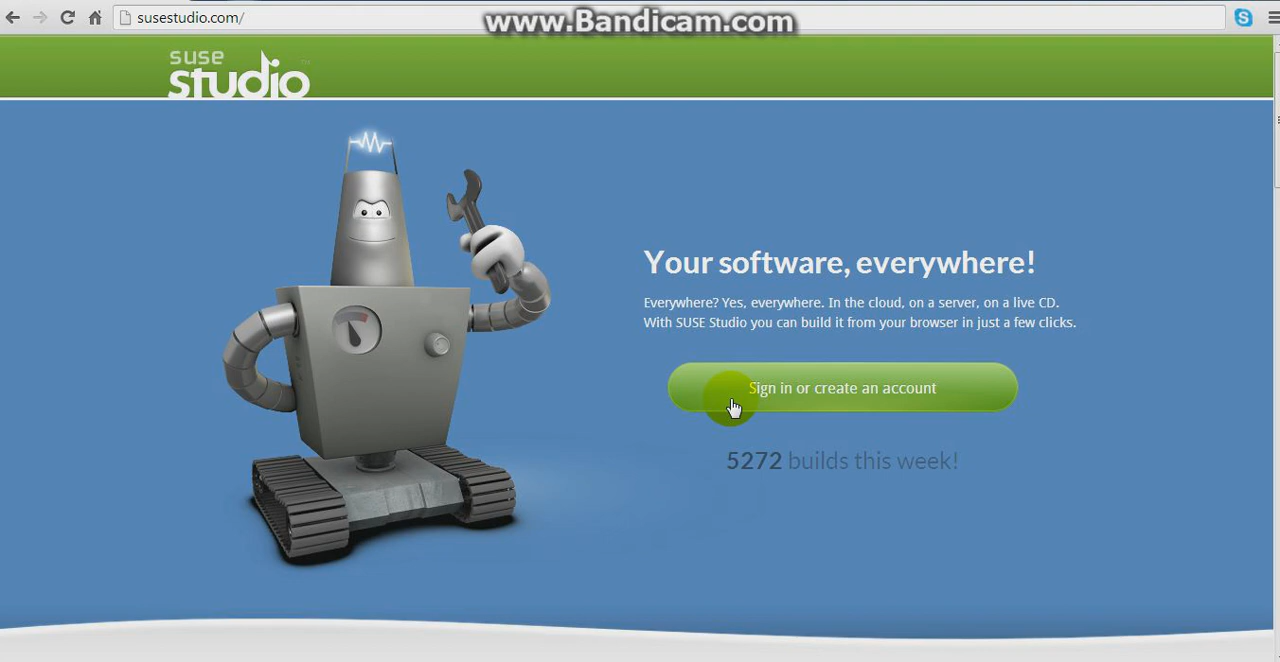 susestudio.com/
www.Bandicam.com
suse
studio
Your software, everywhere!
Everywhere? Yes, everywhere. In the cloud, on a server, on a live CD.
With SUSE Studio you can build it from your browser in just a few clicks.
Sign in or create an account
5272 builds this week!